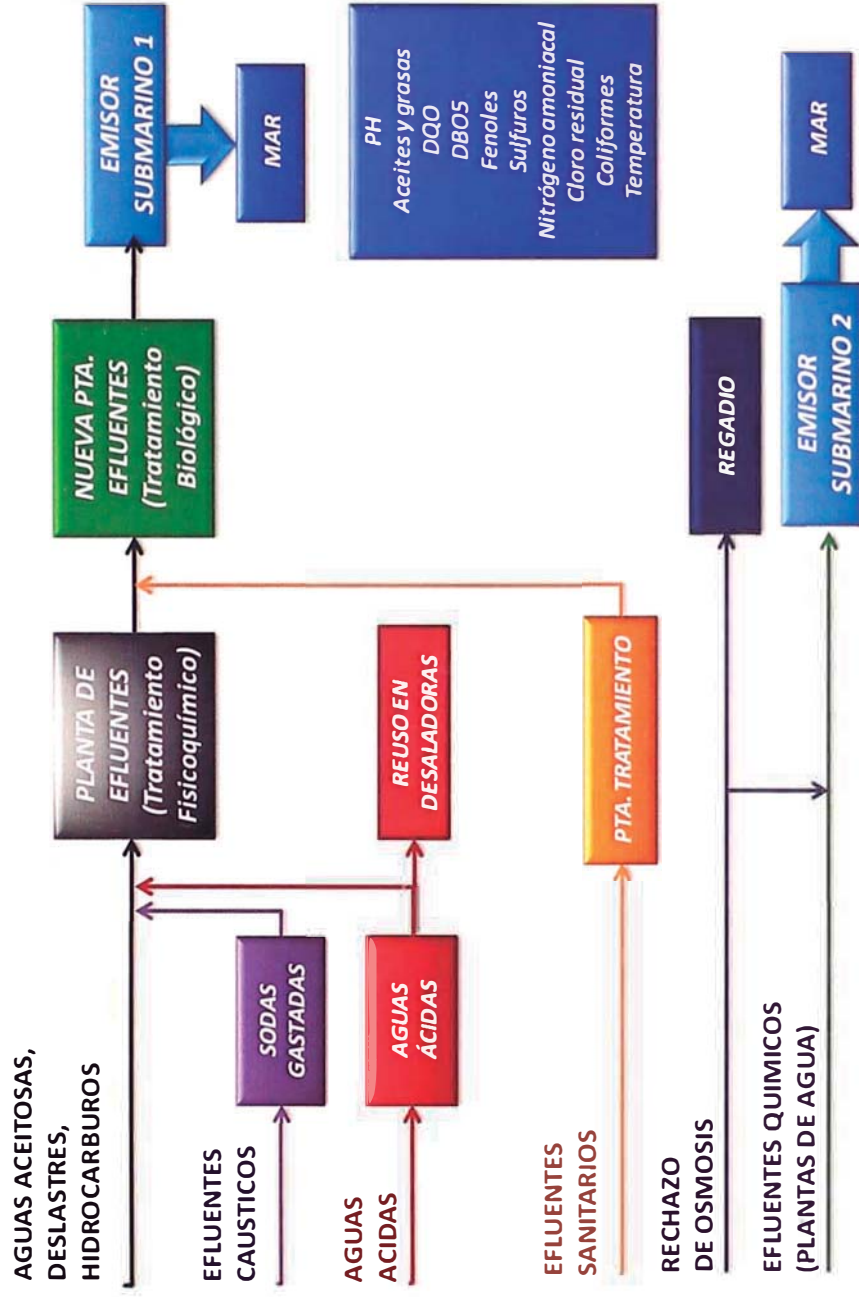 AGUAS ACEITOSAS,
DESLASTRES,
HIDROCARBUROS
PLANTA DE
EFLUENTES
(Tratamiento
Fisicoquímico)
NUEVA PTA.
EFLUENTES
(Tratamiento
Biológico)
EMISOR
SUBMARINO 1
MAR
EFLUENTES
CAUSTICOS
SODAS
GASTADAS
AGUAS
ACIDAS
AGUAS
ÁCIDAS
REUSO EN
DESALADORAS
PH
Aceites y grasas
DQO
DBO5
Fenoles
Sulfuros
Nitrógeno amoniacal
Cloro residual
Coliformes
Temperatura
EFLUENTES
SANITARIOS
PTA. TRATAMIENTO
RECHAZO
DE OSMOSIS
REGADIO
EFLUENTES QUIMICOS
(PLANTAS DE AGUA)
EMISOR
SUBMARINO 2
MAR